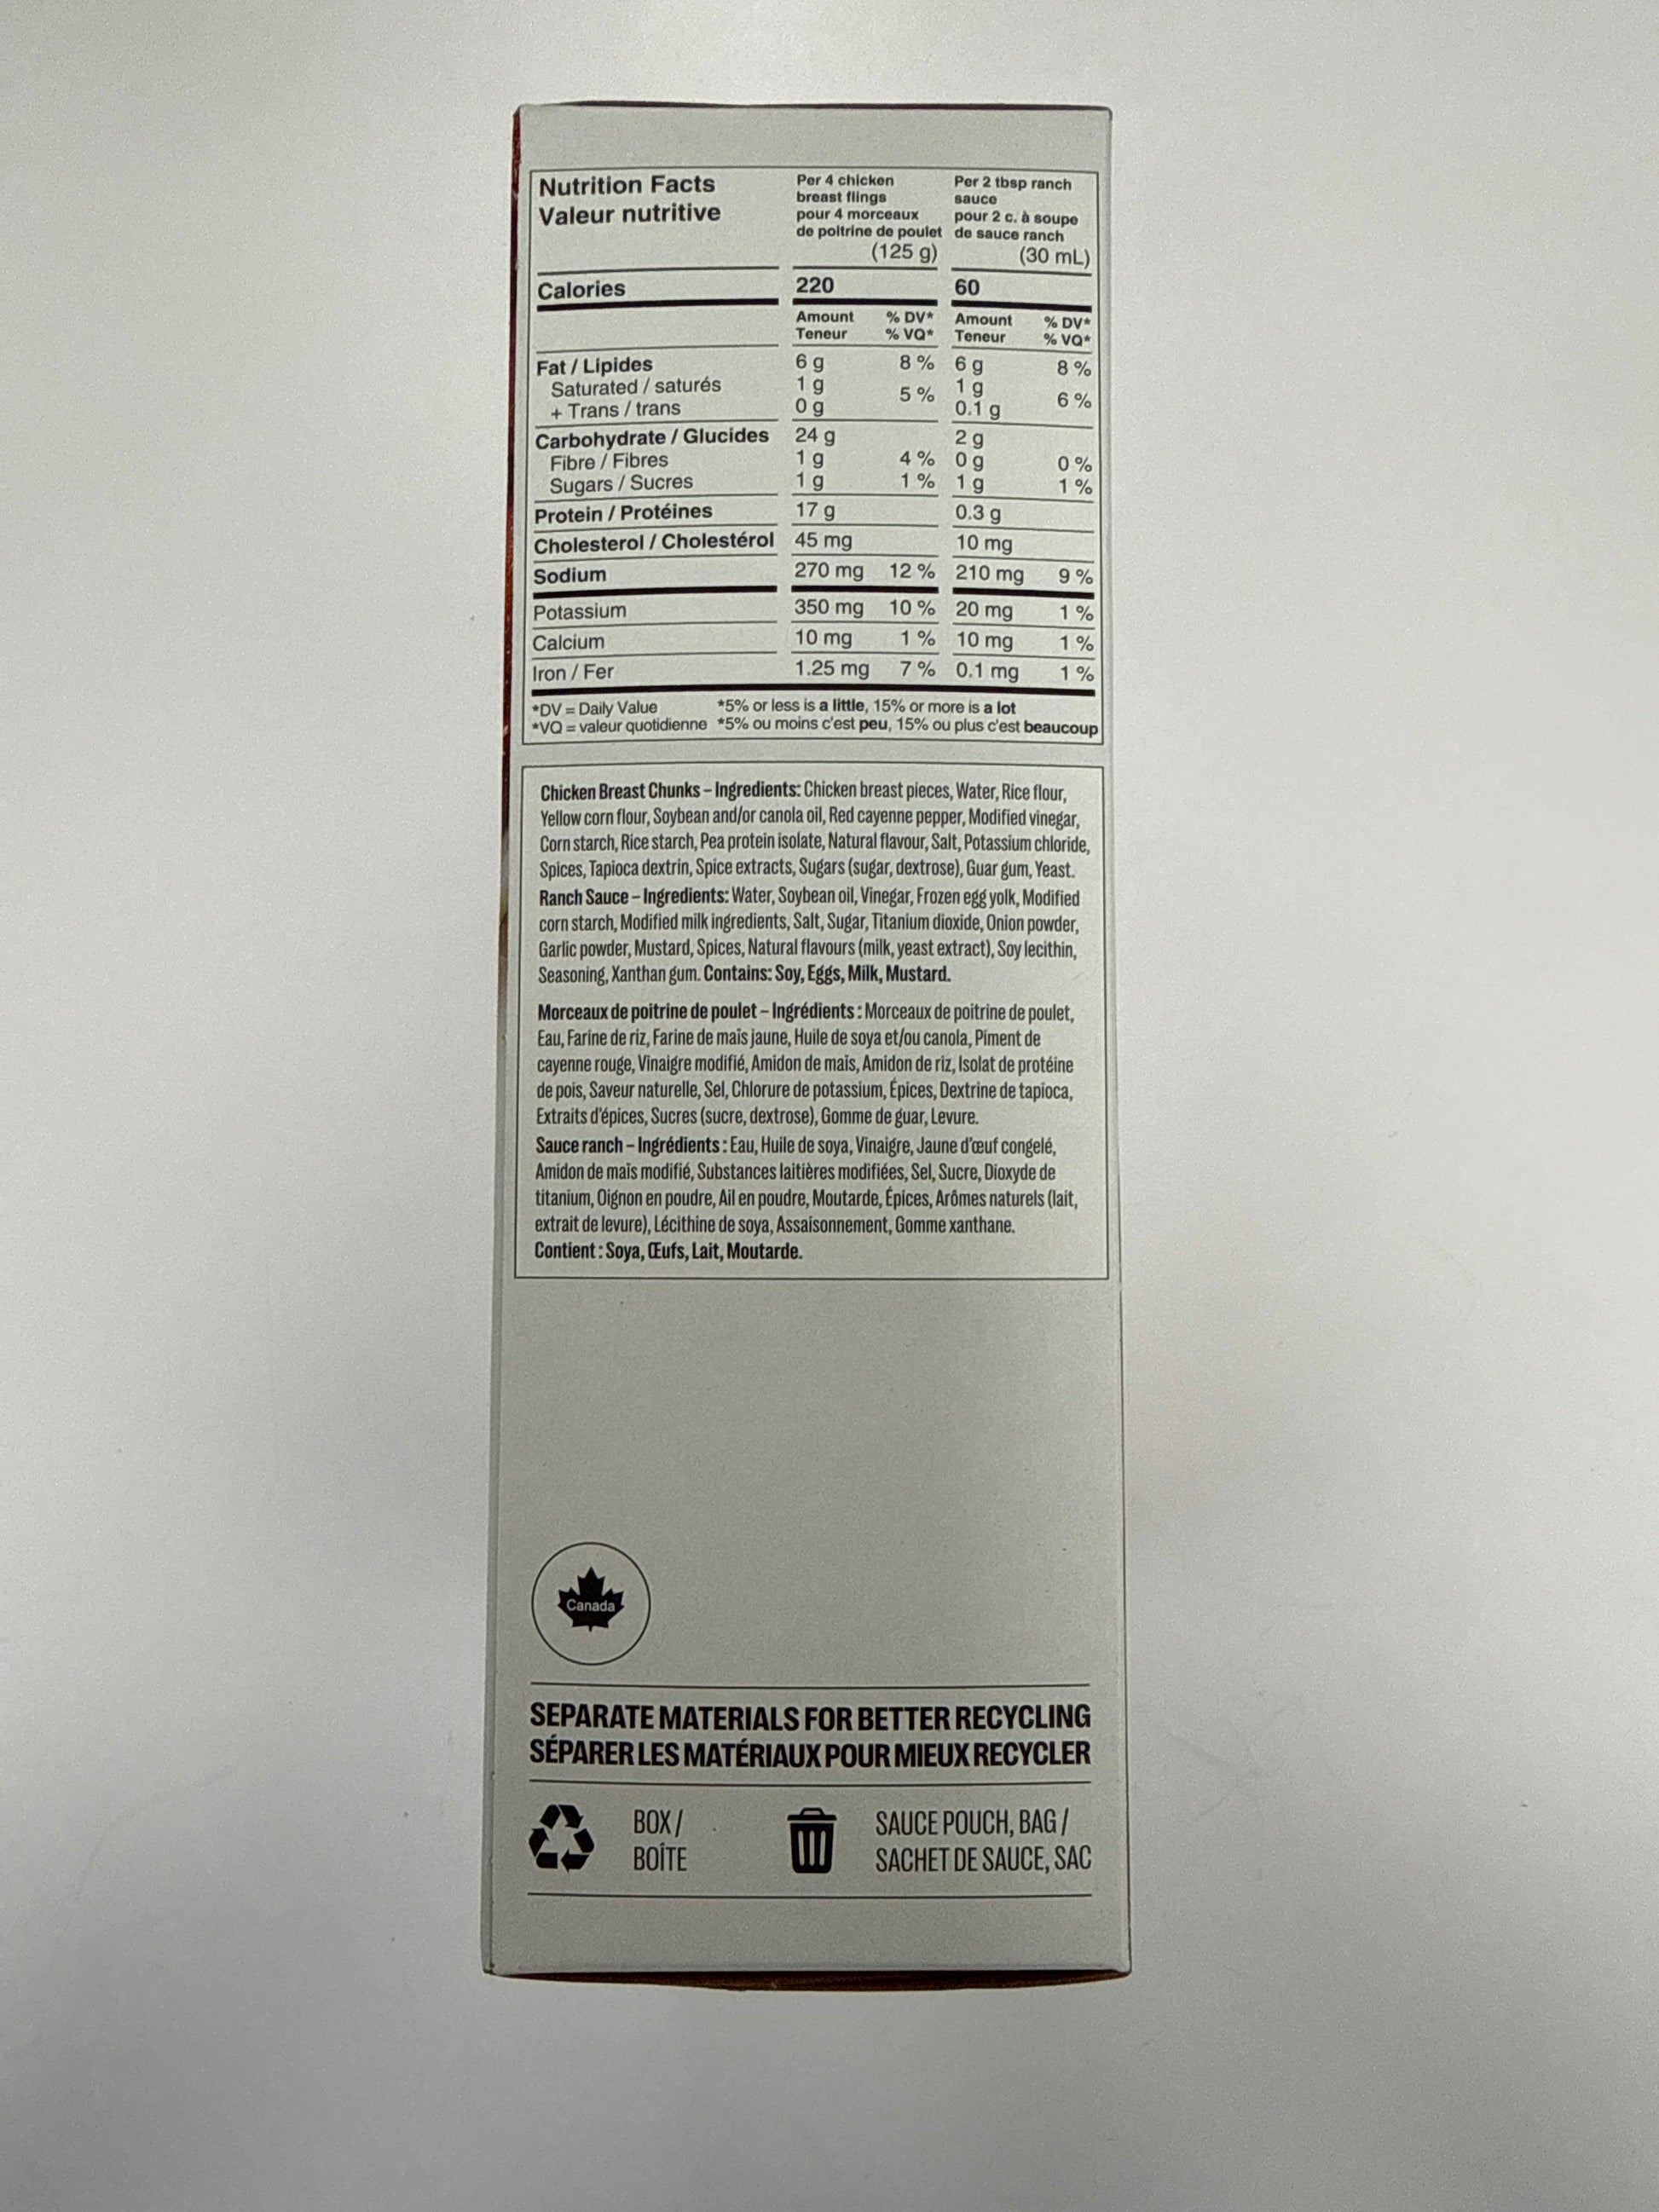 Nutrition Facts
Valeur nutritive
Per 4 chicken
breast flings
pour 4 morceaux
de poitrine de poulet
(125 g)
Per 2 tbsp ranch
sauce
pour 2 c. à soupe
de sauce ranch
(30 mL)
Calories 220 60
Amount % DV* Amount % DV*
Teneur % VQ* Teneur % VQ*
Fat / Lipides 6 g 8 % 6 g 8 %
Saturated / saturés 1 g 5 % 1 g 6 %
+ Trans / trans 0 g 0.1 g
Carbohydrate / Glucides 24 g 2 g
Fibre / Fibres 1 g 4 % 0 g 0 %
Sugars / Sucres 1 g 1 % 1 g 1 %
Protein / Protéines 17 g 0.3 g
Cholesterol / Cholestérol 45 mg 10 mg
Sodium 270 mg 12 % 210 mg 9 %
Potassium 350 mg 10 % 20 mg 1 %
Calcium 10 mg 1 % 10 mg 1 %
Iron / Fer 1.25 mg 7 % 0.1 mg 1 %
*DV = Daily Value *5% or less is a little, 15% or more is a lot
*VQ = valeur quotidienne *5% ou moins c'est peu, 15% ou plus c'est beaucoup
Chicken Breast Chunks – Ingredients: Chicken breast pieces, Water, Rice flour,
Yellow corn flour, Soybean and/or canola oil, Red cayenne pepper, Modified vinegar,
Corn starch, Rice starch, Pea protein isolate, Natural flavour, Salt, Potassium chloride,
Spices, Tapioca dextrin, Spice extracts, Sugars (sugar, dextrose), Guar gum, Yeast.
Ranch Sauce – Ingredients: Water, Soybean oil, Vinegar, Frozen egg yolk, Modified
corn starch, Modified milk ingredients, Salt, Sugar, Titanium dioxide, Onion powder,
Garlic powder, Mustard, Spices, Natural flavours (milk, yeast extract), Soy lecithin,
Seasoning, Xanthan gum. Contains: Soy, Eggs, Milk, Mustard.
Morceaux de poitrine de poulet – Ingrédients : Morceaux de poitrine de poulet,
Eau, Farine de riz, Farine de maïs jaune, Huile de soya et/ou canola, Piment de
cayenne rouge, Vinaigre modifié, Amidon de maïs, Amidon de riz, Isolat de protéine
de pois, Saveur naturelle, Sel, Chlorure de potassium, Épices, Dextrine de tapioca,
Extraits d'épices, Sucres (sucre, dextrose), Gomme de guar, Levure.
Sauce ranch – Ingrédients : Eau, Huile de soya, Vinaigre, Jaune d'œuf congelé,
Amidon de maïs modifié, Substances laitières modifiées, Sel, Sucre, Dioxyde de
titanium, Oignon en poudre, Ail en poudre, Moutarde, Épices, Arômes naturels (lait,
extrait de levure), Lécithine de soya, Assaisonnement, Gomme xanthane.
Contient : Soya, Œufs, Lait, Moutarde.
Canada
SEPARATE MATERIALS FOR BETTER RECYCLING
SÉPARER LES MATÉRIAUX POUR MIEUX RECYCLER
BOX /
BOÎTE
SAUCE POUCH, BAG /
SACHET DE SAUCE, SAC